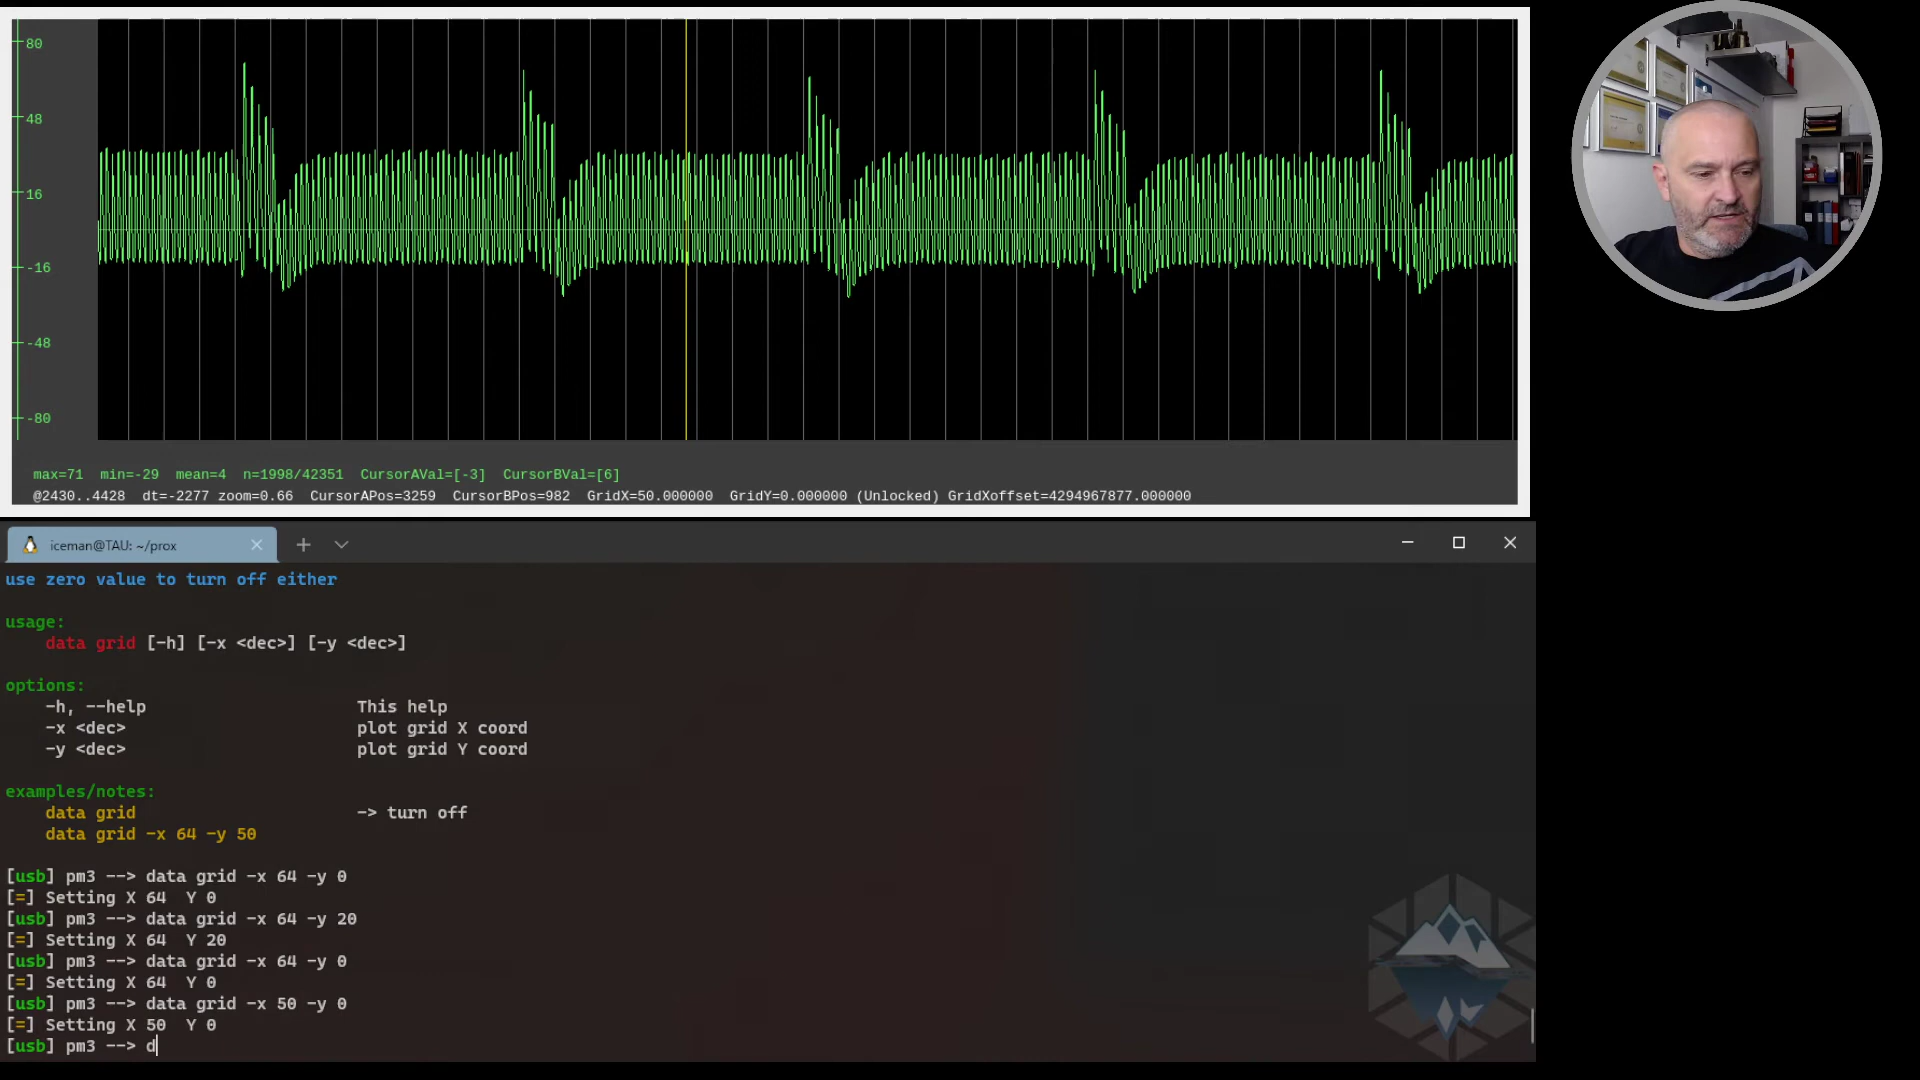 80
48
16
-16
-48
-80
max=71 min=-29 mean=4 n=1998/42351 CursorAVal=[-3] CursorBVal=[6]
@2430..4428 dt=-2277 zoom=0.66 CursorAPos=3259 CursorBPos=982 GridX=50.000000 GridY=0.000000 (Unlocked) GridXoffset=4294967877.000000
iceman@TAU: ~/prox
use zero value to turn off either
usage:
data grid [-h] [-x <dec>] [-y <dec>]
options:
-h, --help This help
-x <dec> plot grid X coord
-y <dec> plot grid Y coord
examples/notes:
data grid -> turn off
data grid -x 64 -y 50
[usb] pm3 --> data grid -x 64 -y 0
[=] Setting X 64 Y 0
[usb] pm3 --> data grid -x 64 -y 20
[=] Setting X 64 Y 20
[usb] pm3 --> data grid -x 64 -y 0
[=] Setting X 64 Y 0
[usb] pm3 --> data grid -x 50 -y 0
[=] Setting X 50 Y 0
[usb] pm3 --> d